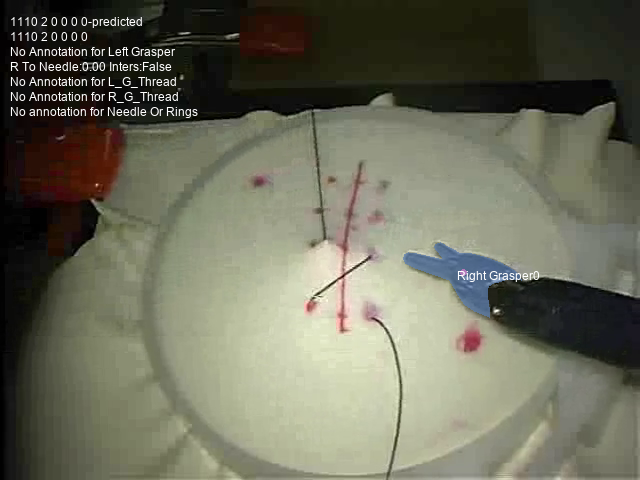 1110 2 0 0 0 0-predicted
1110 2 0 0 0 0
No Annotation for Left Grasper
R To Needle:0.00 Inters:False
No Annotation for L_G_Thread
No Annotation for R_G_Thread
No annotation for Needle Or Rings
Right Grasper0